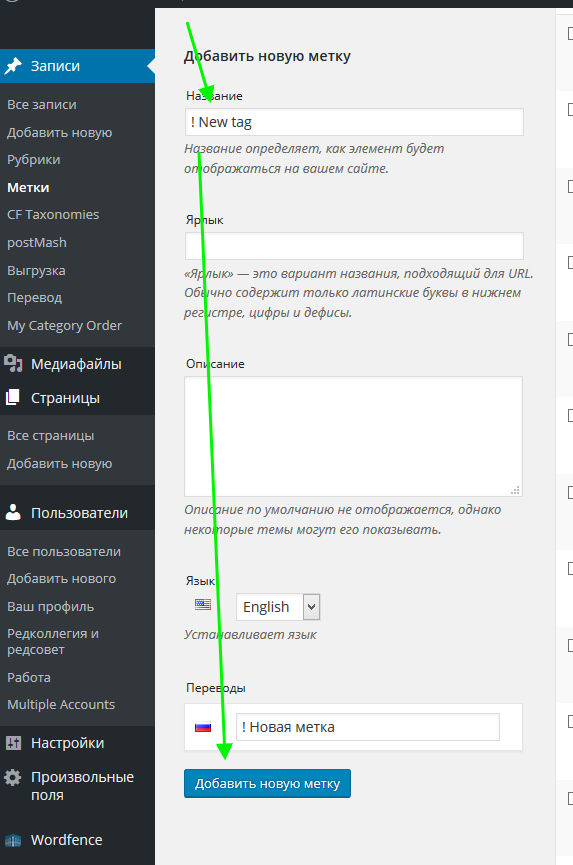 Записи
Все записи
Добавить новую
Рубрики
Метки
CF Taxonomies
postMash
Выгрузка
Перевод
My Category Order
Медиафайлы
Страницы
Все страницы
Добавить новую
Пользователи
Все пользователи
Добавить нового
Ваш профиль
Редколлегия и
редсовет
Работа
Multiple Accounts
Настройки
Произвольные
поля
Wordfence
Добавить новую метку
Название
! New tag
Название определяет, как элемент будет
отображаться на вашем сайте.
Ярлык
«Ярлык» — это вариант названия, подходящий для URL.
Обычно содержит только латинские буквы в нижнем
регистре, цифры и дефисы.
Описание
Описание по умолчанию не отображается, однако
некоторые темы могут его показывать.
Язык
English
Устанавливает язык
Переводы
! Новая метка
Добавить новую метку